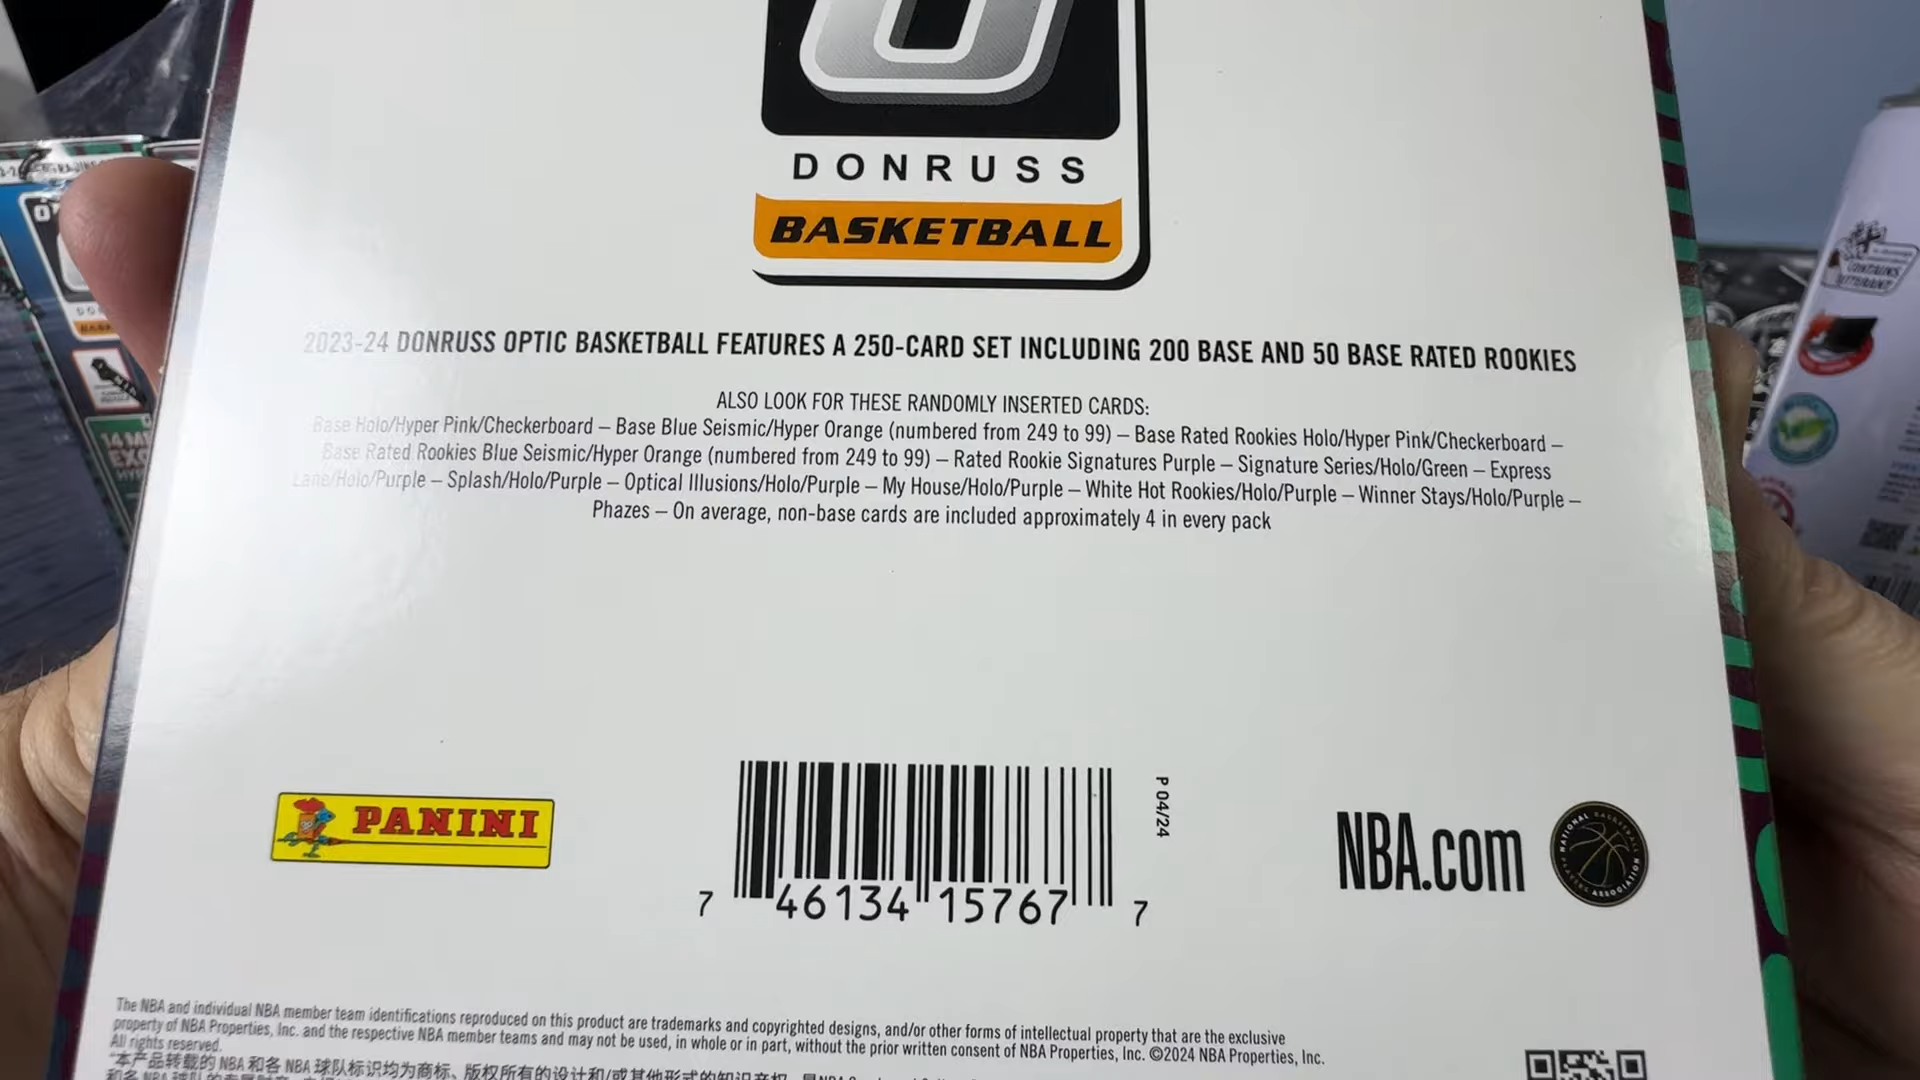 DONRUSS
BASKETBALL
2023-24 DONRUSS OPTIC BASKETBALL FEATURES A 250-CARD SET INCLUDING 200 BASE AND 50 BASE RATED ROOKIES
ALSO LOOK FOR THESE RANDOMLY INSERTED CARDS:
Base Holo/Hyper Pink/Checkerboard – Base Blue Seismic/Hyper Orange (numbered from 249 to 99) – Base Rated Rookies Holo/Hyper Pink/Checkerboard –
Base Rated Rookies Blue Seismic/Hyper Orange (numbered from 249 to 99) – Rated Rookie Signatures Purple – Signature Series/Holo/Green – Express
Lane/Holo/Purple – Splash/Holo/Purple – Optical Illusions/Holo/Purple – My House/Holo/Purple – White Hot Rookies/Holo/Purple – Winner Stays/Holo/Purple –
Phazes – On average, non-base cards are included approximately 4 in every pack
PANINI
P 04/24
7 46134 15767 7
NBA.com
NATIONAL BASKETBALL PLAYERS ASSOCIATION
The NBA and individual NBA member team identifications reproduced on this product are trademarks and copyrighted designs, and/or other forms of intellectual property that are the exclusive
property of NBA Properties, Inc. and the respective NBA member teams and may not be used, in whole or in part, without the prior written consent of NBA Properties, Inc. ©2024 NBA Properties, Inc.
All rights reserved.
"本产品转载的 NBA 和各 NBA 球队标识均为商标、版权所有的设计和/或其他形式的知识产权
CONTAINS